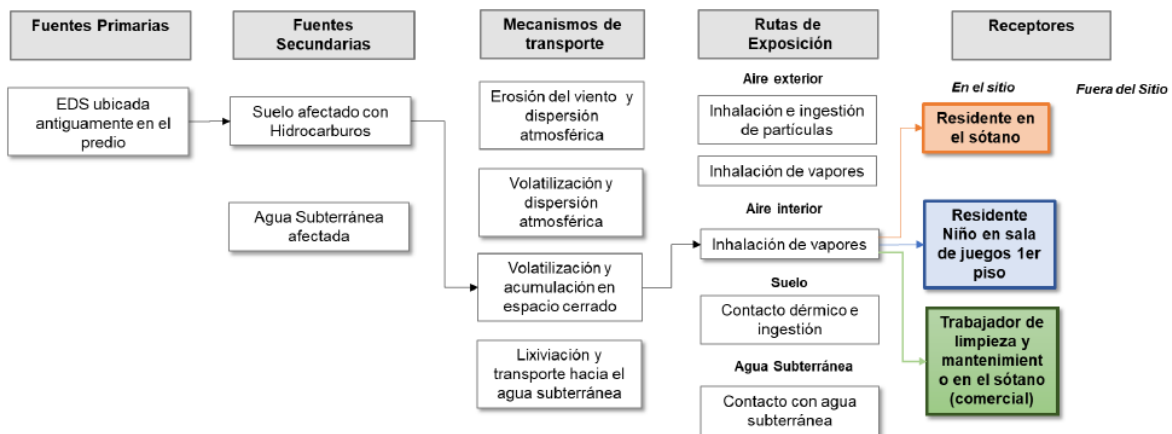 Fuentes Primarias
Fuentes
Secundarias
Mecanismos de
transporte
Rutas de
Exposición
Receptores
EDS ubicada
antiguamente en el
predio
Suelo afectado con
Hidrocarburos
Agua Subterránea
afectada
Erosión del viento y
dispersión
atmosférica
Volatilización y
dispersión
atmosférica
Volatilización y
acumulación en
espacio cerrado
Lixiviación y
transporte hacia el
agua subterránea
Aire exterior
Inhalación e ingestión
de partículas
Inhalación de vapores
Aire interior
Inhalación de vapores
Suelo
Contacto dérmico e
ingestión
Agua Subterránea
Contacto con agua
subterránea
En el sitio
Fuera del Sitio
Residente en
el sótano
Residente
Niño en sala
de juegos 1er
piso
Trabajador de
limpieza y
mantenimient
o en el sótano
(comercial)